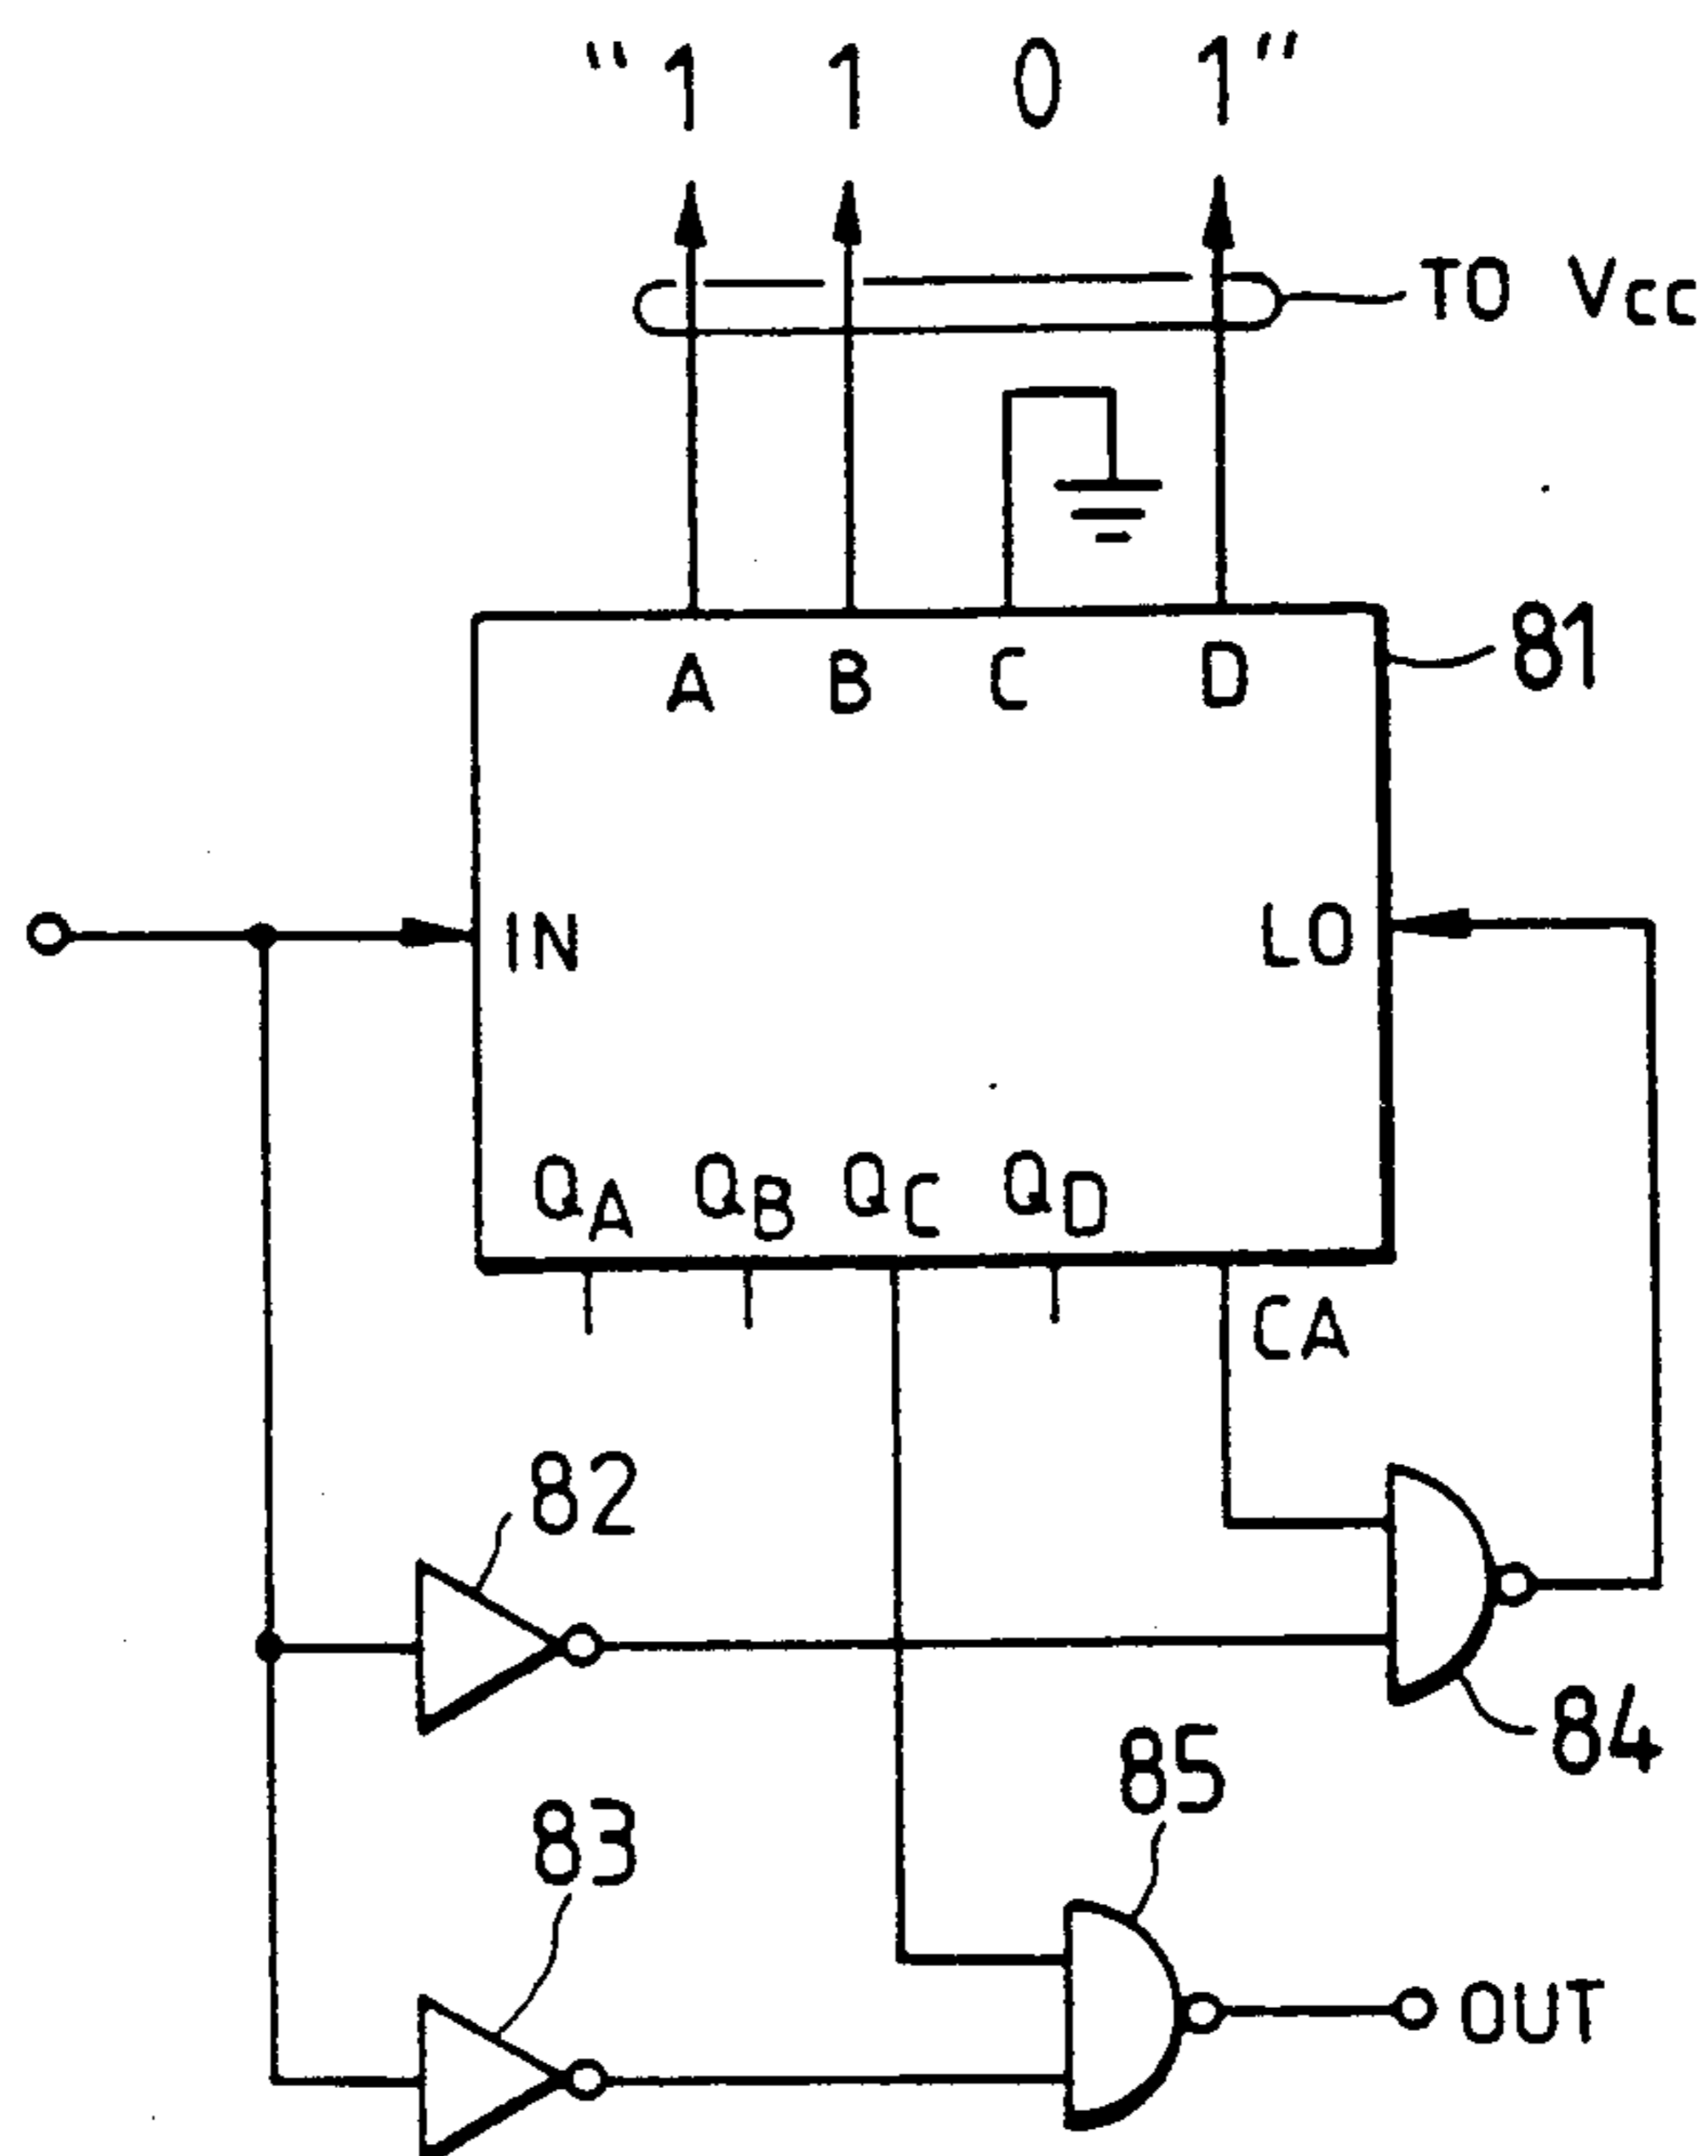 “1 1 0 1”
TO VCC
81
A B C D
IN
LO
QA QB QC QD
CA
82
84
85
83
OUT